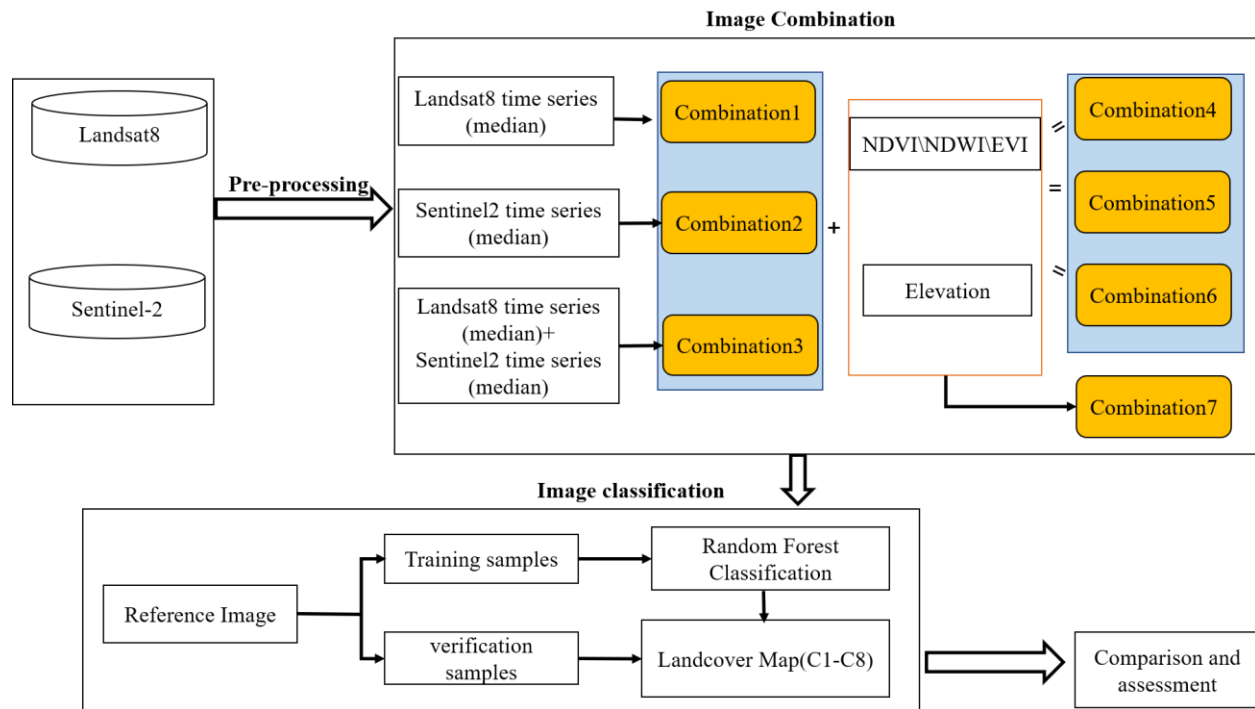 Image Combination
Landsat8
Sentinel-2
Pre-processing
Landsat8 time series
(median)
Sentinel2 time series
(median)
Landsat8 time series
(median)+
Sentinel2 time series
(median)
Combination1
Combination2
Combination3
+
NDVI\NDWI\EVI
Elevation
=
=
=
Combination4
Combination5
Combination6
Combination7
Image classification
Reference Image
Training samples
verification
samples
Random Forest
Classification
Landcover Map(C1-C8)
Comparison and
assessment